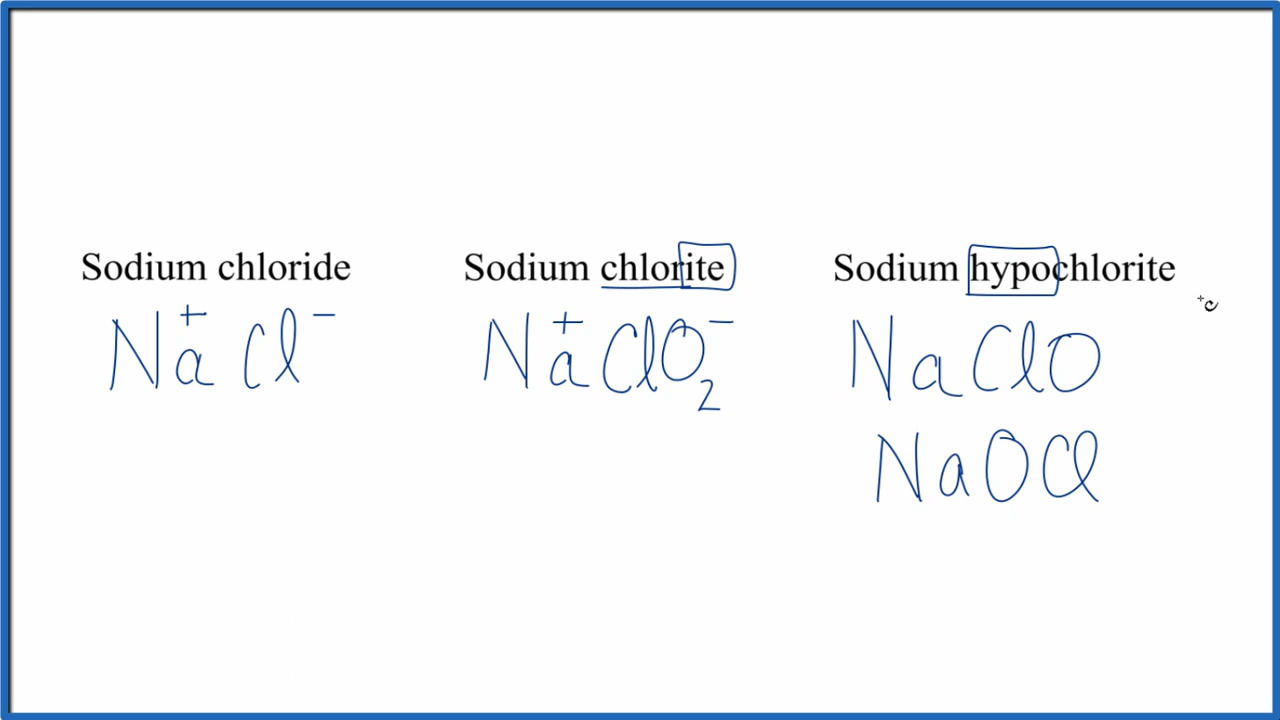 Sodium chloride
Na⁺Cl⁻
Sodium chlorite
Na⁺ClO₂⁻
Sodium hypochlorite
NaClO
NaOCl